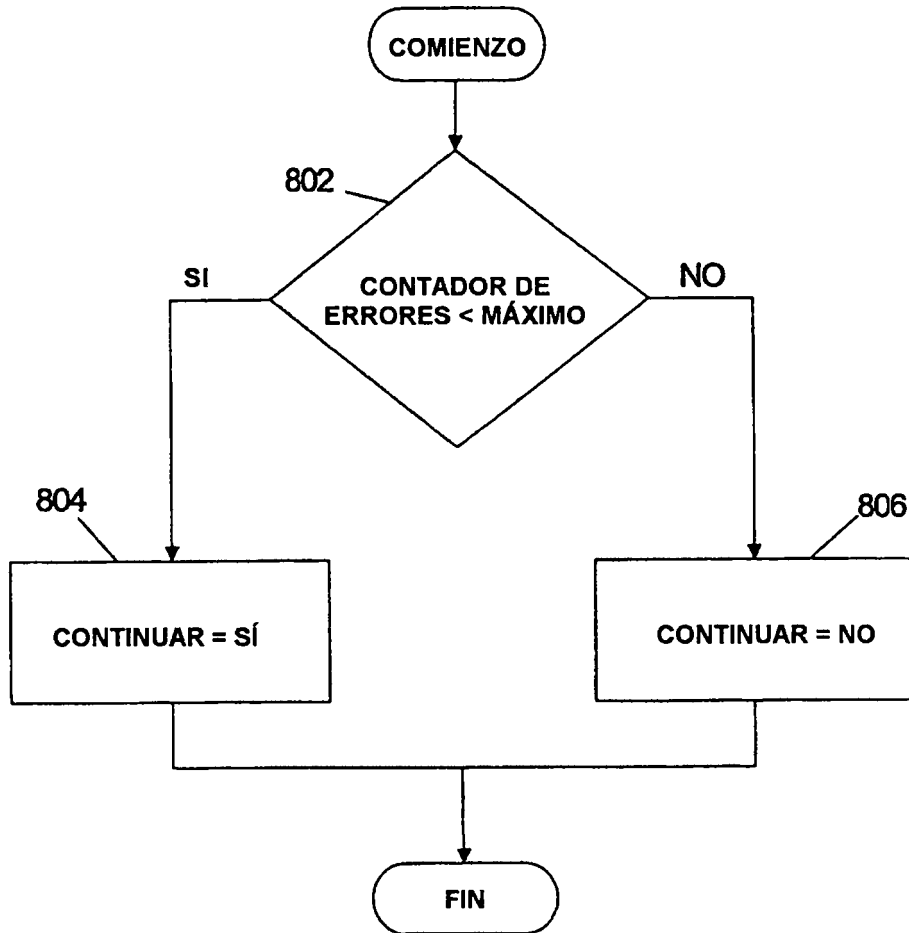 COMIENZO
802
SI
NO
CONTADOR DE
ERRORES < MÁXIMO
804
806
CONTINUAR = SÍ
CONTINUAR = NO
FIN